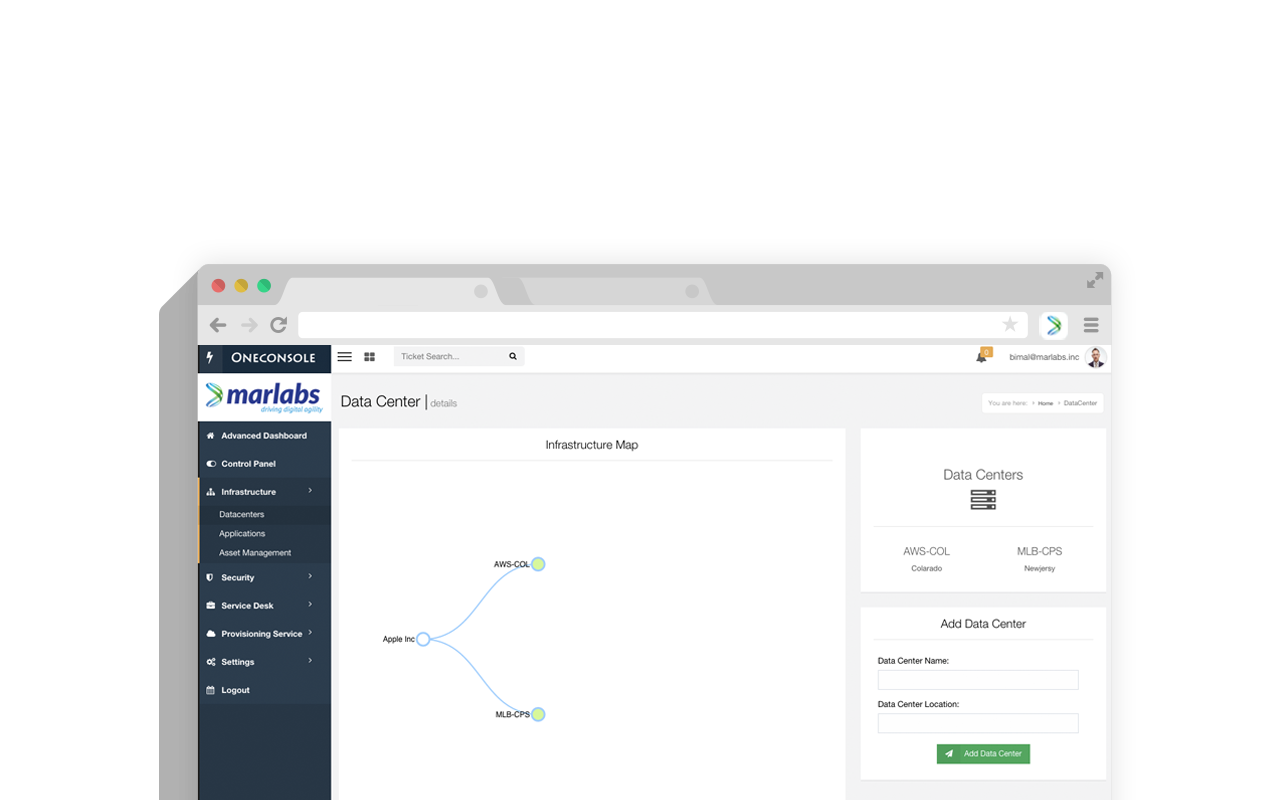 ONECONSOLE
Ticket Search...
0
bimal@marlabs.inc
marlabs
driving digital agility
Data Center | details
You are here: Home DataCenter
Advanced Dashboard
Control Panel
Infrastructure
Datacenters
Applications
Asset Management
Security
Service Desk
Provisioning Service
Settings
Logout
Infrastructure Map
AWS-COL
Apple Inc
MLB-CPS
Data Centers
AWS-COL MLB-CPS
Colarado Newjersy
Add Data Center
Data Center Name:
Data Center Location:
Add Data Center